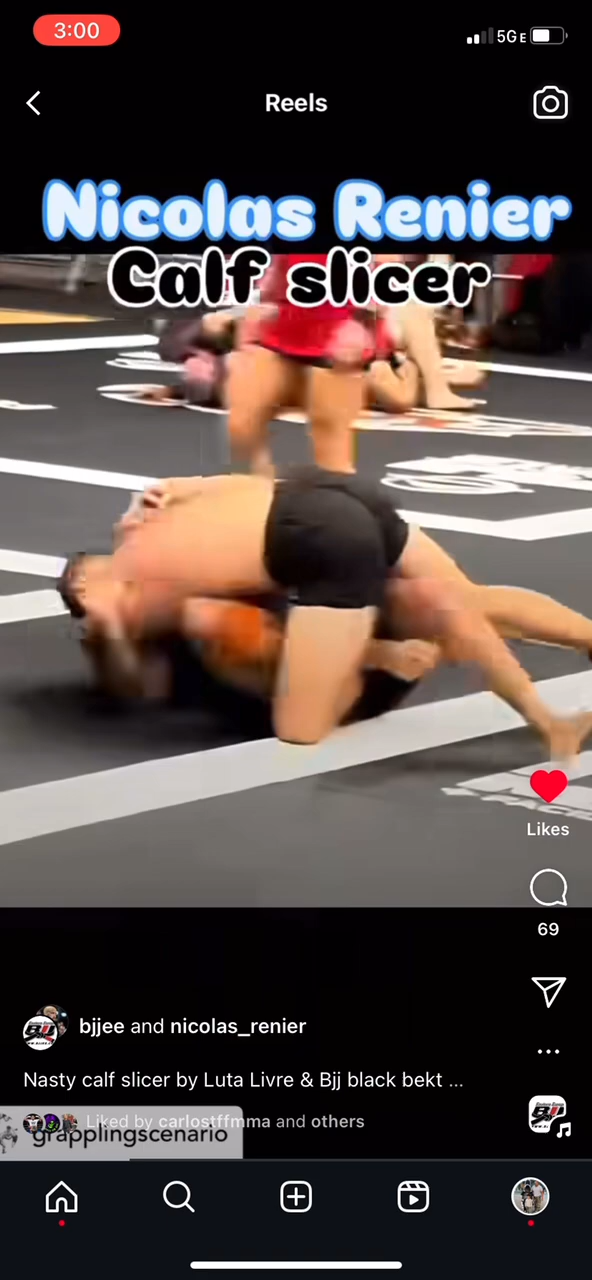 3:00
5GE
Reels
Nicolas Renier
Calf slicer
Likes
69
bjjee and nicolas_renier
Nasty calf slicer by Luta Livre & Bjj black bekt ...
Liked by carlostffmma and others
grapplingscenario